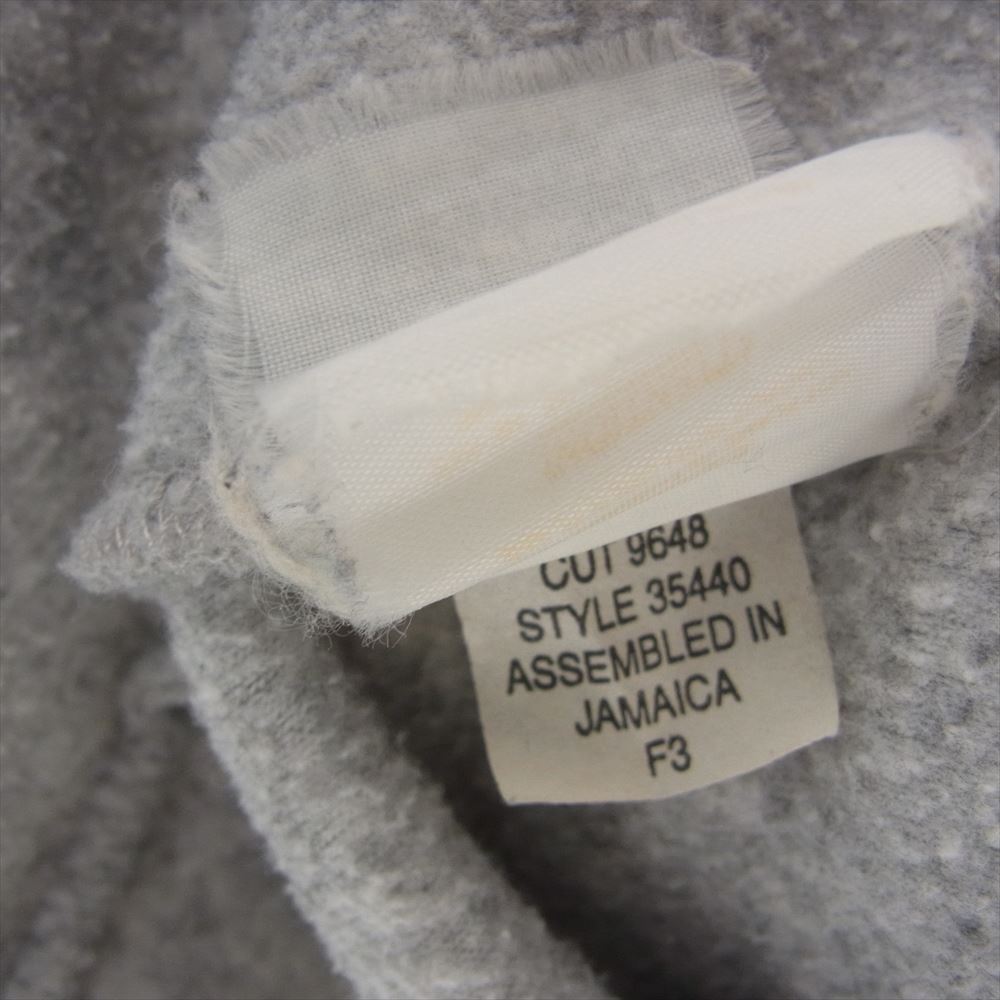 CUT 9648
STYLE 35440
ASSEMBLED IN
JAMAICA
F3